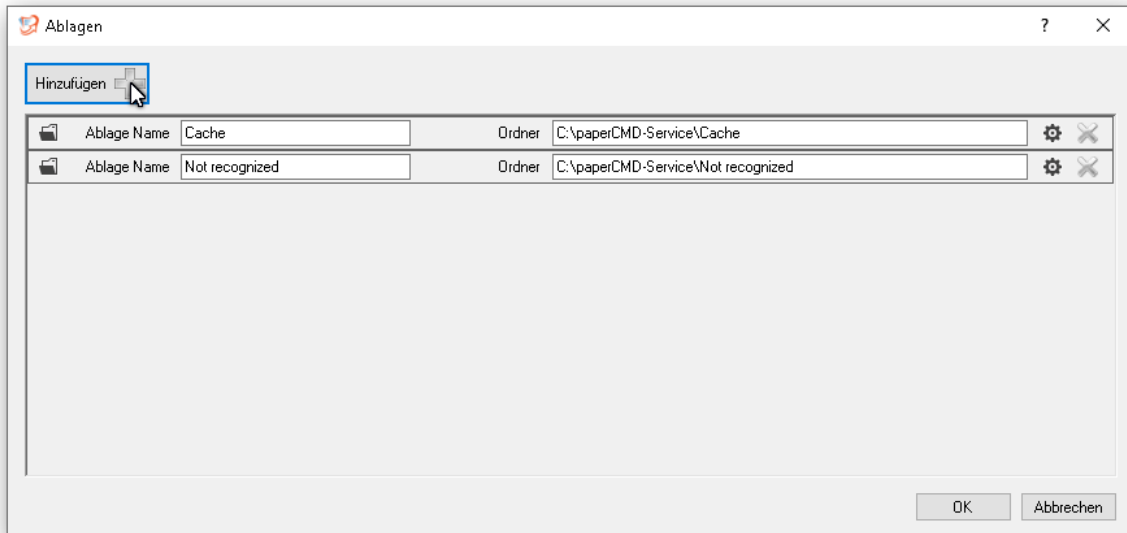 Ablagen ?
Hinzufügen
Ablage Name Cache Ordner C:\paperCMD-Service\Cache
Ablage Name Not recognized Ordner C:\paperCMD-Service\Not recognized
OK Abbrechen